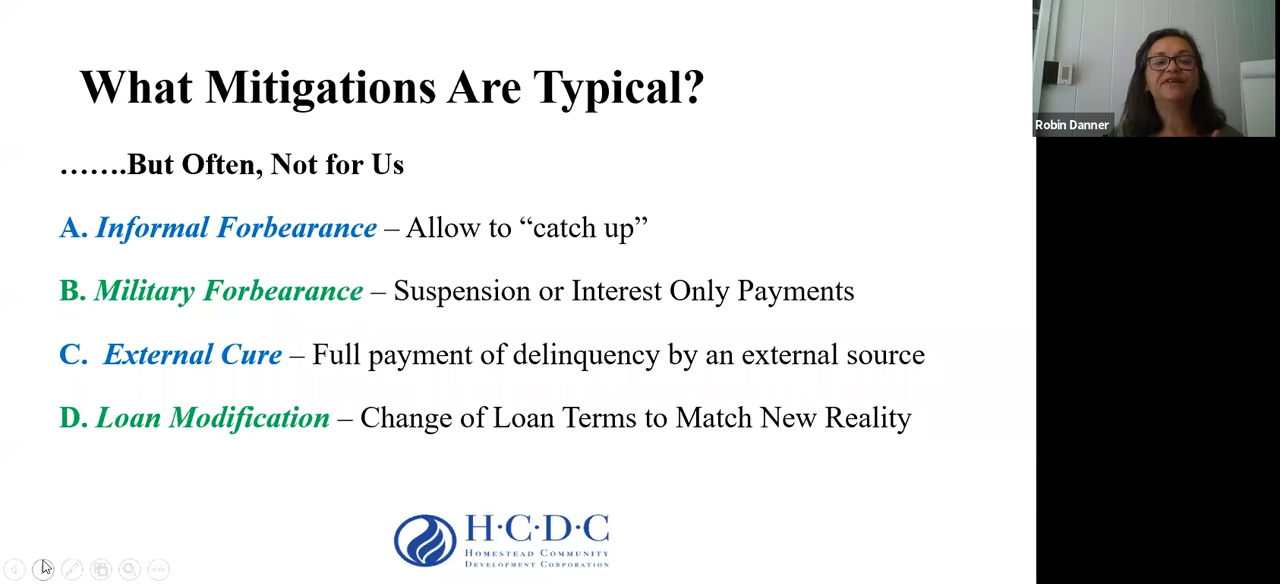 What Mitigations Are Typical?
…….But Often, Not for Us
A. Informal Forbearance – Allow to “catch up”
B. Military Forbearance – Suspension or Interest Only Payments
C. External Cure – Full payment of delinquency by an external source
D. Loan Modification – Change of Loan Terms to Match New Reality
H·C·D·C
Homestead Community
Development Corporation
Robin Danner